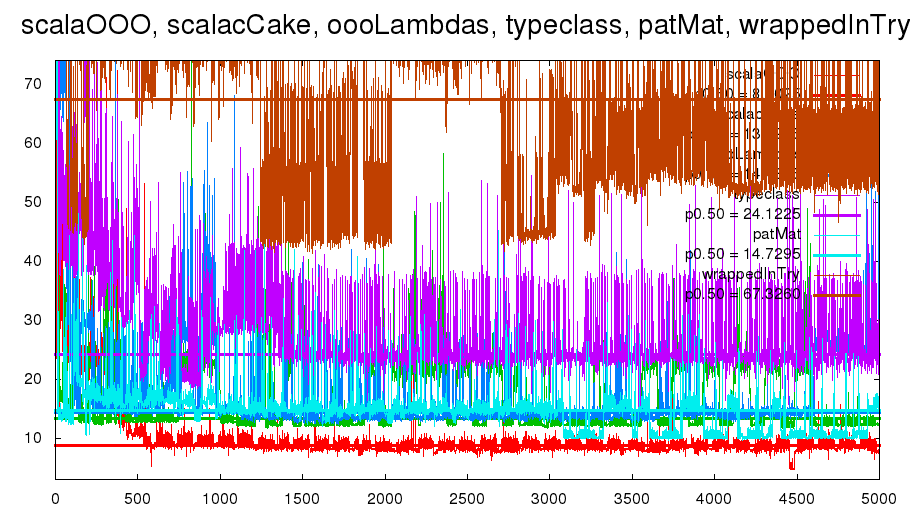 scalaOOO, scalacCake, oooLambdas, typeclass, patMat, wrappedInTry
70
60
50
40
30
20
10
typeclass
p0.50 = 24.1225
patMat
p0.50 = 14.7295
wrappedInTry
p0.50 = 67.3260
0 500 1000 1500 2000 2500 3000 3500 4000 4500 5000